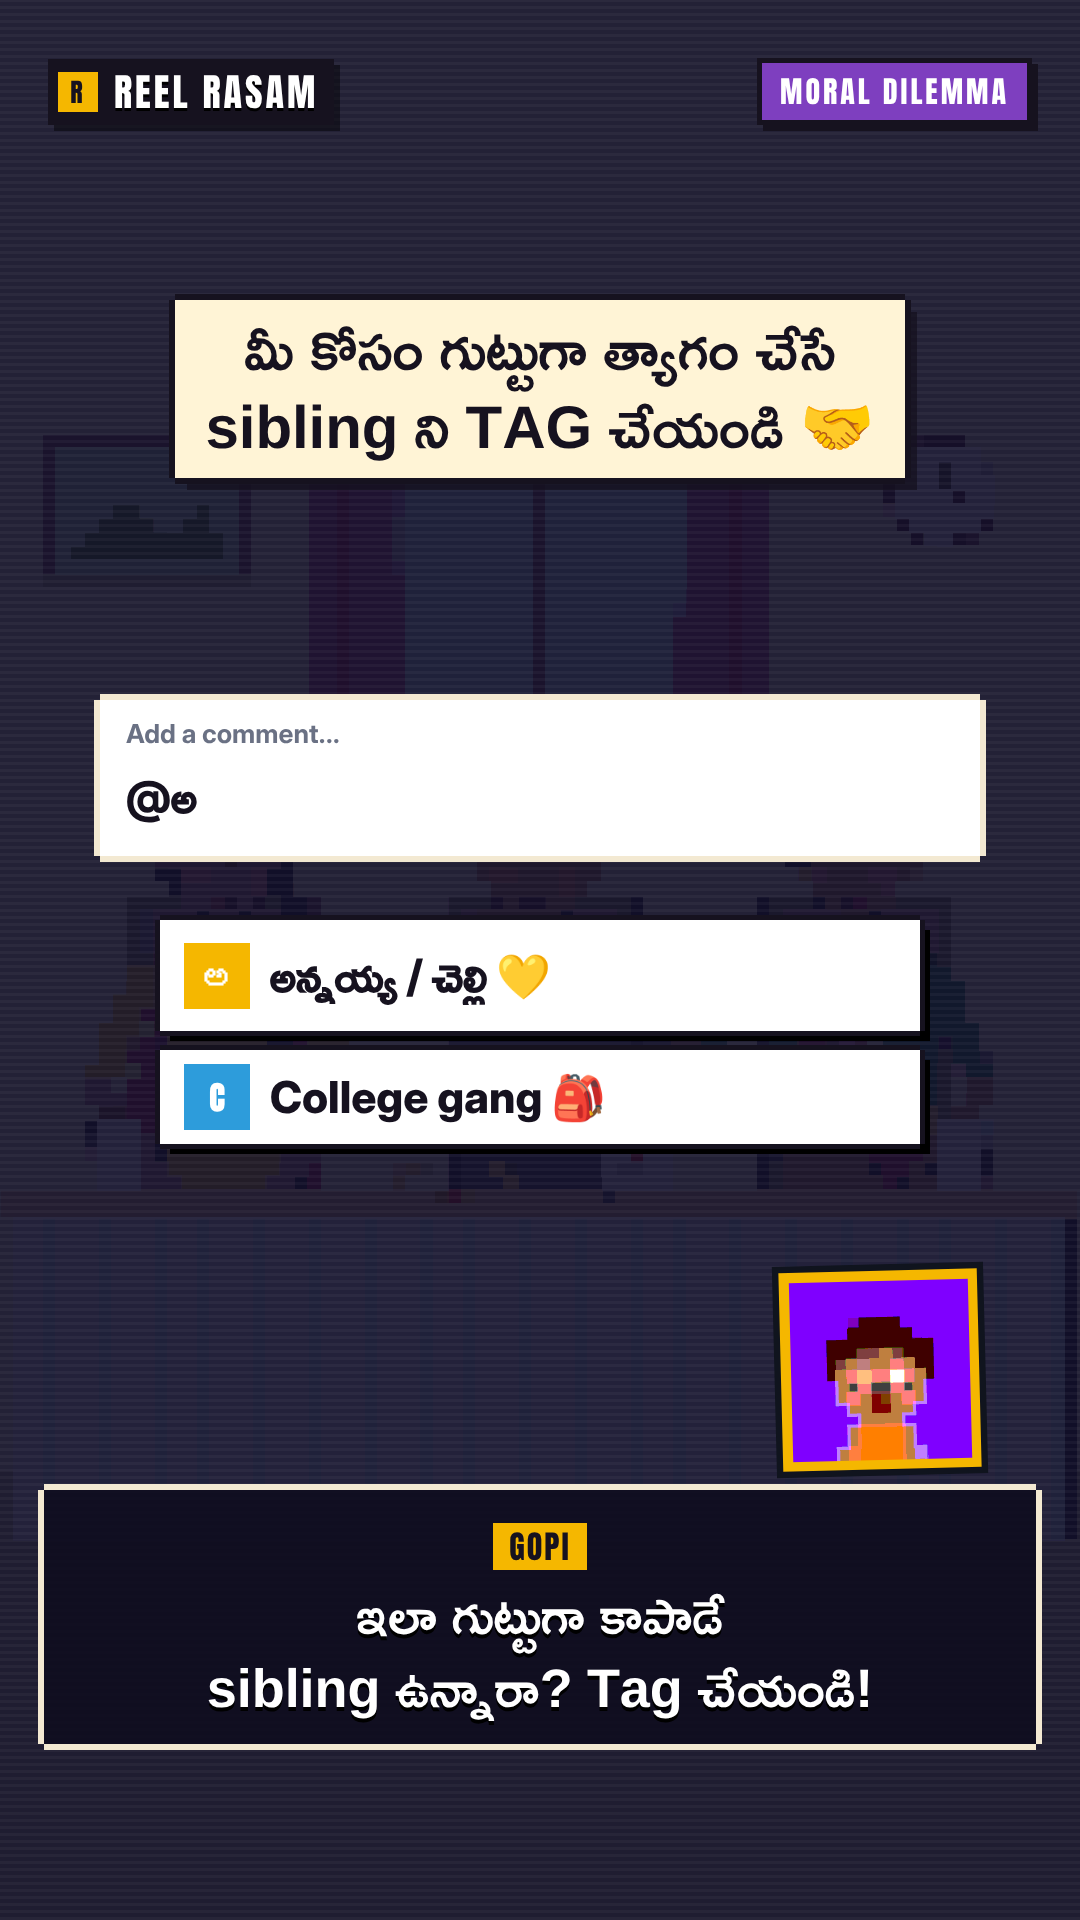 R REEL RASAM
MORAL DILEMMA
మీ కోసం గుట్టుగా త్యాగం చేసే
sibling ని TAG చేయండి 🤝
Add a comment...
@అ
అ అన్నయ్య / చెల్లి 💛
C College gang 🎒
GOPI
ఇలా గుట్టుగా కాపాడే
sibling ఉన్నారా? Tag చేయండి!